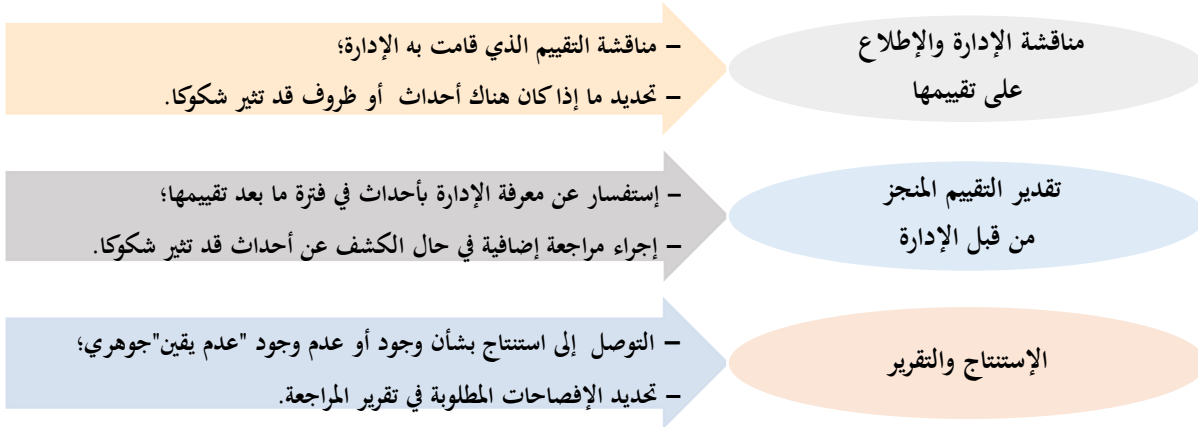 مناقشة الإدارة والإطلاع
على تقييمها
– مناقشة التقييم الذي قامت به الإدارة؛
– تحديد ما إذا كان هناك أحداث أو ظروف قد تثير شكوكا.
تقدير التقييم المنجز
من قبل الإدارة
– إستفسار عن معرفة الإدارة بأحداث في فترة ما بعد تقييمها؛
– إجراء مراجعة إضافية في حال الكشف عن أحداث قد تثير شكوكا.
الإستنتاج والتقرير
– التوصل إلى استنتاج بشأن وجود أو عدم وجود "عدم يقين"جوهري؛
– تحديد الإفصاحات المطلوبة في تقرير المراجعة.